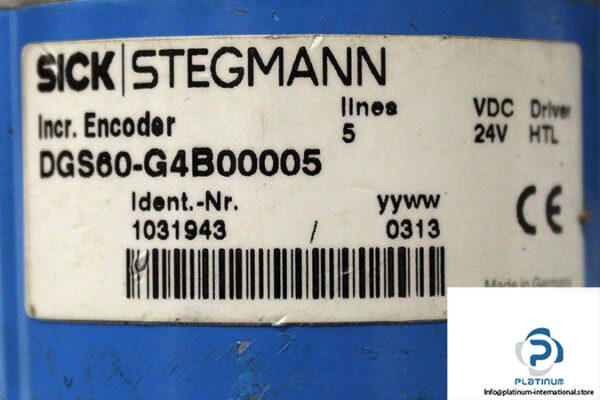 SICK|STEGMANN
lines VDC Driver
Incr. Encoder 5 24V HTL
DGS60-G4B00005
Ident.-Nr. yyww
1031943 / 0313
CE
Made in Germany
PLATINUM
Info@platinum-international.store